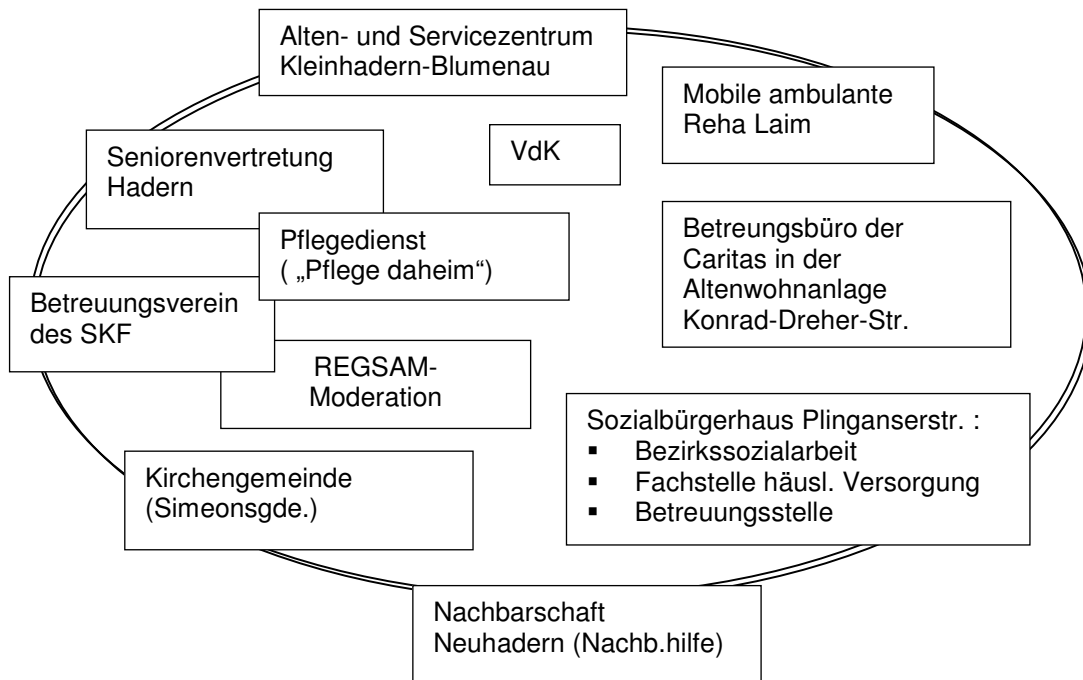 Alten- und Servicezentrum
Kleinhadern-Blumenau
Mobile ambulante
Reha Laim
VdK
Seniorenvertretung
Hadern
Pflegedienst
( „Pflege daheim“)
Betreungsbüro der
Caritas in der
Altenwohnanlage
Konrad-Dreher-Str.
Betreuungsverein
des SKF
REGSAM-
Moderation
Sozialbürgerhaus Plinganserstr. :
▪ Bezirkssozialarbeit
▪ Fachstelle häusl. Versorgung
▪ Betreuungsstelle
Kirchengemeinde
(Simeonsgde.)
Nachbarschaft
Neuhadern (Nachb.hilfe)